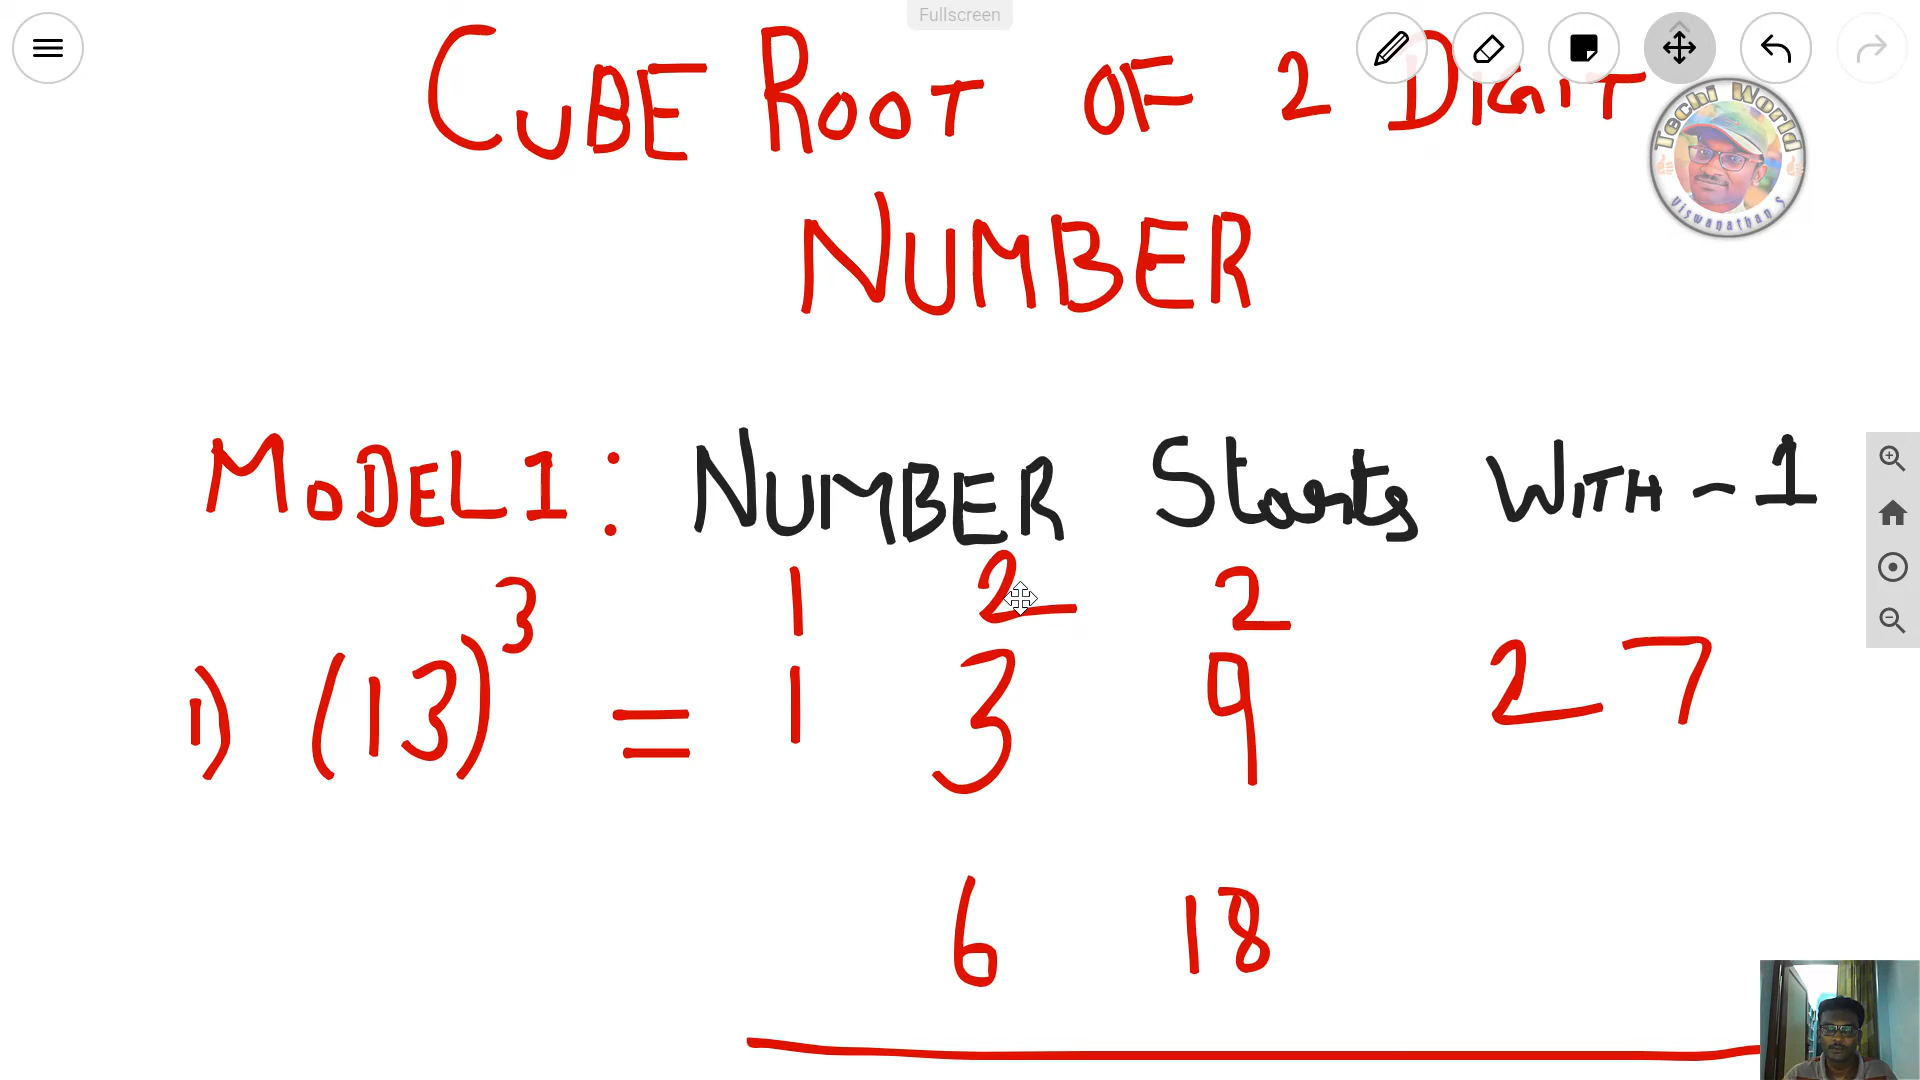 Fullscreen
CUBE ROOT OF 2 DIGIT
Techi World
Viswanathan S
NUMBER
MODEL 1 : NUMBER Starts WITH - 1
1 2 2
1) (13)³ = 1 3 9 27
6 18